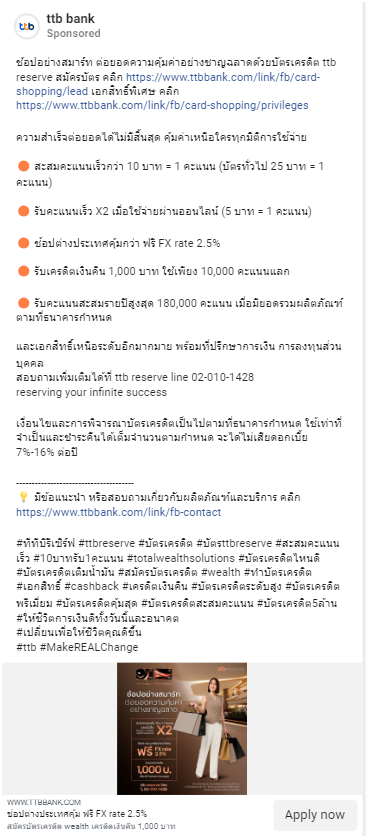 ttb bank
Sponsored
ttb
ช้อปอย่างสมาร์ท ต่อยอดความคุ้มค่าอย่างชาญฉลาดด้วยบัตรเครดิต ttb
reserve สมัครบัตร คลิก https://www.ttbbank.com/link/fb/card-
shopping/lead เอกสิทธิ์พิเศษ คลิก
https://www.ttbbank.com/link/fb/card-shopping/privileges
ความสำเร็จต่อยอดได้ไม่มีสิ้นสุด คุ้มค่าเหนือใครทุกมิติการใช้จ่าย
🟠 สะสมคะแนนเร็วกว่า 10 บาท = 1 คะแนน (บัตรทั่วไป 25 บาท = 1
คะแนน)
🟠 รับคะแนนเร็ว X2 เมื่อใช้จ่ายผ่านออนไลน์ (5 บาท = 1 คะแนน)
🟠 ช้อปต่างประเทศคุ้มกว่า ฟรี FX rate 2.5%
🟠 รับเครดิตเงินคืน 1,000 บาท ใช้เพียง 10,000 คะแนนแลก
🟠 รับคะแนนสะสมรายปีสูงสุด 180,000 คะแนน เมื่อมียอดรวมผลิตภัณฑ์
ตามที่ธนาคารกำหนด
และเอกสิทธิ์เหนือระดับอีกมากมาย พร้อมที่ปรึกษาการเงิน การลงทุนส่วน
บุคคล
สอบถามเพิ่มเติมได้ที่ ttb reserve line 02-010-1428
reserving your infinite success
เงื่อนไขและการพิจารณาบัตรเครดิตเป็นไปตามที่ธนาคารกำหนด ใช้เท่าที่
จำเป็นและชำระคืนได้เต็มจำนวนตามกำหนด จะได้ไม่เสียดอกเบี้ย
7%-16% ต่อปี
-------------------------------------
💡 มีข้อแนะนำ หรือสอบถามเกี่ยวกับผลิตภัณฑ์และบริการ คลิก
https://www.ttbbank.com/link/fb-contact
#ทีทีบีรีเซิร์ฟ #ttbreserve #บัตรเครดิต #บัตรttbreserve #สะสมคะแนน
เร็ว #10บาทรับ1คะแนน #totalwealthsolutions #บัตรเครดิตไหนดี
#บัตรเครดิตเติมน้ำมัน #สมัครบัตรเครดิต #wealth #ทำบัตรเครดิต
#เอกสิทธิ์ #cashback #เครดิตเงินคืน #บัตรเครดิตระดับสูง #บัตรเครดิต
พรีเมียม #บัตรเครดิตคุ้มสุด #บัตรเครดิตสะสมคะแนน #บัตรเครดิต5ล้าน
#ให้ชีวิตการเงินดีทั้งวันนี้และอนาคต
#เปลี่ยนเพื่อให้ชีวิตคุณดีขึ้น
#ttb #MakeREALChange
ช้อปอย่างสมาร์ท
ต่อยอดความคุ้มค่า
อย่างชาญฉลาด
X2
ฟรี FX rate 2.5%
1,000 บ.
WWW.TTBBANK.COM
ช้อปต่างประเทศคุ้ม ฟรี FX rate 2.5%
สมัครบัตรเครดิต wealth เครดิตเงินคืน 1,000 บาท
Apply now